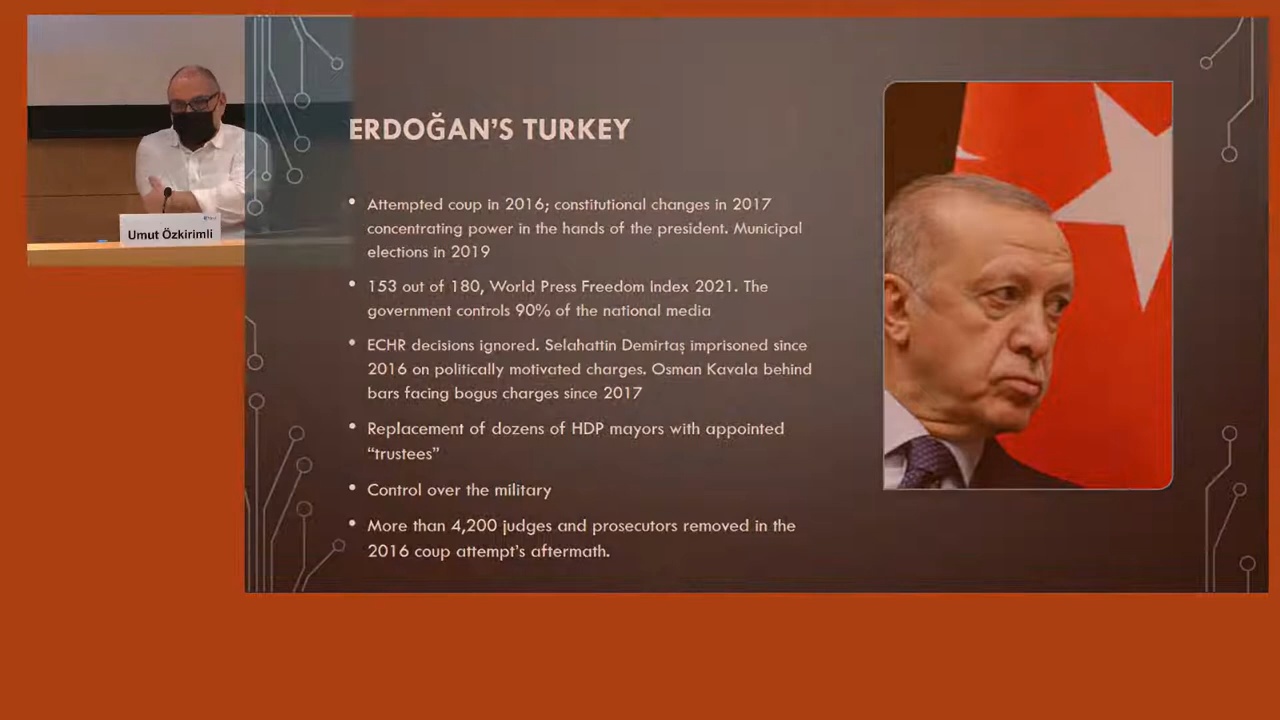 Umut Özkirimli
ERDOĞAN'S TURKEY
• Attempted coup in 2016; constitutional changes in 2017
concentrating power in the hands of the president. Municipal
elections in 2019
• 153 out of 180, World Press Freedom Index 2021. The
government controls 90% of the national media
• ECHR decisions ignored. Selahattin Demirtaş imprisoned since
2016 on politically motivated charges. Osman Kavala behind
bars facing bogus charges since 2017
• Replacement of dozens of HDP mayors with appointed
“trustees”
• Control over the military
• More than 4,200 judges and prosecutors removed in the
2016 coup attempt's aftermath.